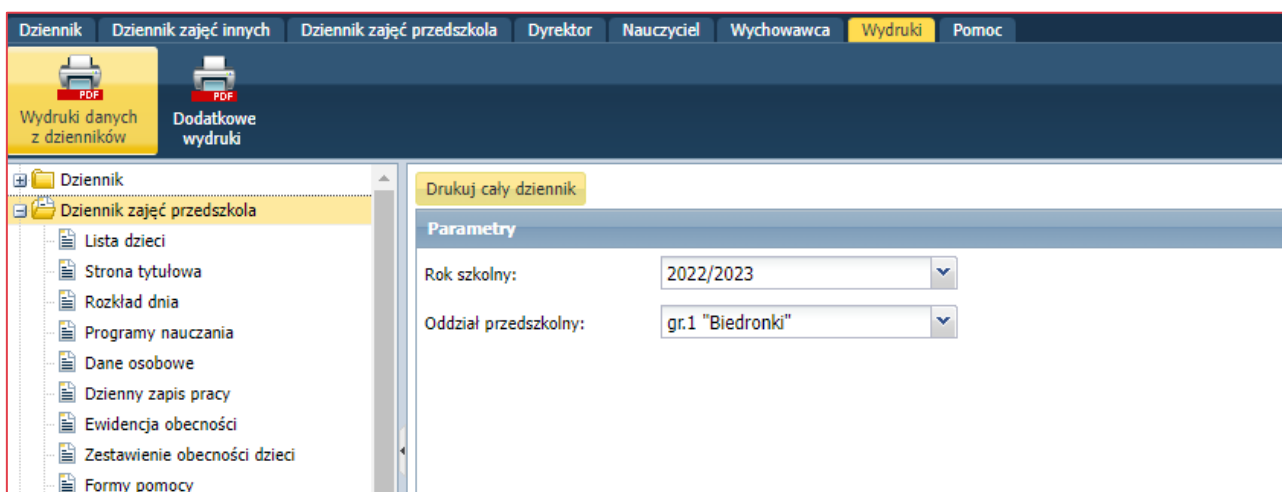 Dziennik Dziennik zajęć innych Dziennik zajęć przedszkola Dyrektor Nauczyciel Wychowawca Wydruki Pomoc
PDF PDF
Wydruki danych
z dzienników
Dodatkowe
wydruki
Dziennik
Dziennik zajęć przedszkola
Lista dzieci
Strona tytułowa
Rozkład dnia
Programy nauczania
Dane osobowe
Dzienny zapis pracy
Ewidencja obecności
Zestawienie obecności dzieci
Formy pomocy
Drukuj cały dziennik
Parametry
Rok szkolny: 2022/2023
Oddział przedszkolny: gr.1 "Biedronki"